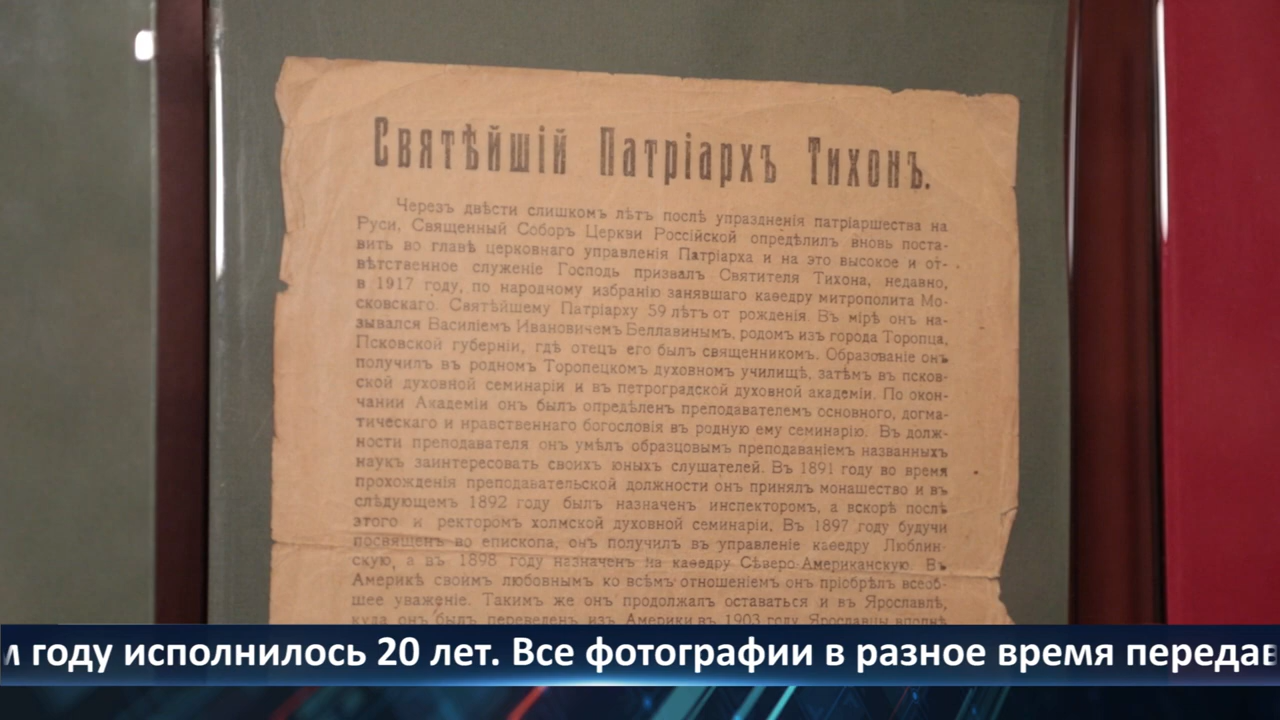 Святѣйшій Патріархъ Тихонъ.
Черезъ двѣсти слишкомъ лѣтъ послѣ упраздненія патріаршества на
Руси, Священный Соборъ Церкви Россійской опредѣлилъ вновь поста-
вить во главѣ церковнаго управленія Патріарха и на это высокое и от-
вѣтственное служеніе Господь призвалъ Святителя Тихона, недавно,
в 1917 году, по народному избранію занявшаго каѳедру митрополита Мо-
сковскаго. Святѣйшему Патріарху 59 лѣтъ от рожденія. Въ мірѣ онъ на-
зывался Василіемъ Ивановичемъ Беллавинымъ, родомъ изъ города Торопца,
Псковской губерніи, гдѣ отецъ его былъ священникомъ. Образованіе онъ
получилъ въ родномъ Торопецкомъ духовномъ училищѣ, затѣмъ въ псков-
ской духовной семинаріи и въ петроградской духовной академіи. По окон-
чаніи Академіи онъ былъ опредѣленъ преподавателемъ основного, догма-
тическаго и нравственнаго богословія въ родную ему семинарію. Въ долж-
ности преподавателя онъ умѣлъ образцовымъ преподаваніемъ названныхъ
наукъ заинтересовать своихъ юныхъ слушателей. Въ 1891 году во время
прохожденія преподавательской должности онъ принялъ монашество и въ
слѣдующемъ 1892 году былъ назначенъ инспекторомъ, а вскорѣ послѣ
этого и ректоромъ холмской духовной семинаріи. Въ 1897 году будучи
посвященъ во епископа, онъ получилъ въ управленіе каѳедру Люблин-
скую, а въ 1898 году назначенъ на каѳедру Сѣверо Американскую. Въ
Америкѣ своимъ любовнымъ ко всѣмъ отношеніемъ онъ пріобрѣлъ всеоб-
щее уваженіе. Такимъ же онъ продолжалъ оставаться и въ Ярославлѣ,
куда онъ былъ переведенъ изъ Америки въ 1903 году. Ярославцы вполнѣ
м году исполнилось 20 лет. Все фотографии в разное время передав